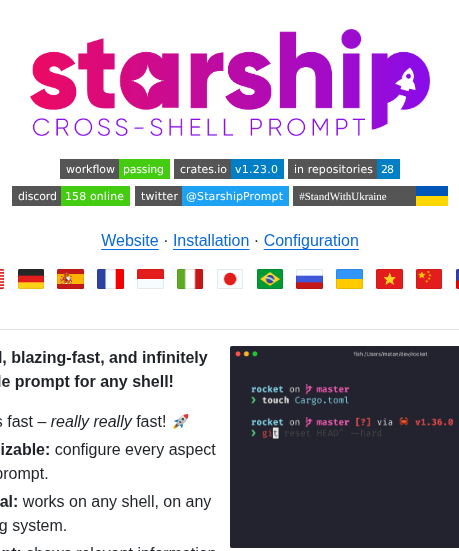 starship
CROSS-SHELL PROMPT
workflow passing crates.io v1.23.0 in repositories 28
discord 158 online twitter @StarshipPrompt #StandWithUkraine
Website · Installation · Configuration
blazing-fast, and infinitely
prompt for any shell!
fast – really really fast! 🚀
configure every aspect
prompt.
works on any shell, on any
system.
shows relevant information
fish /Users/matan/dev/rocket
rocket on master
❯ touch Cargo.toml
rocket on master [?] via 🦀 v1.36.0
❯ git reset HEAD^ --hard